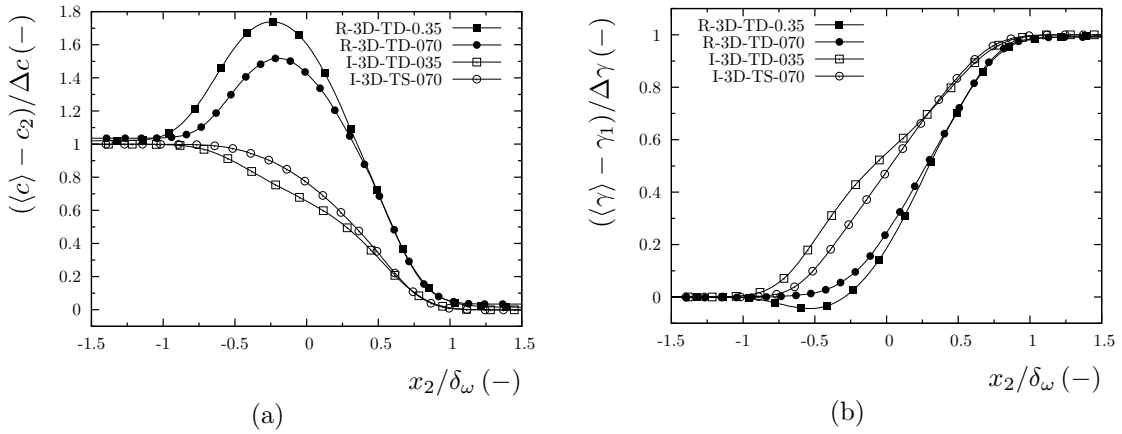 (⟨c⟩ − c₂)/Δc (−)
1.8
1.6
1.4
1.2
1
0.8
0.6
0.4
0.2
0
-1.5
-1
-0.5
0
0.5
1
1.5
R-3D-TD-0.35
R-3D-TD-070
I-3D-TD-035
I-3D-TS-070
x₂/δ_ω (−)
(a)
(⟨γ⟩ − γ₁)/Δγ (−)
1
0.8
0.6
0.4
0.2
0
-1.5
-1
-0.5
0
0.5
1
1.5
R-3D-TD-0.35
R-3D-TD-070
I-3D-TD-035
I-3D-TS-070
x₂/δ_ω (−)
(b)